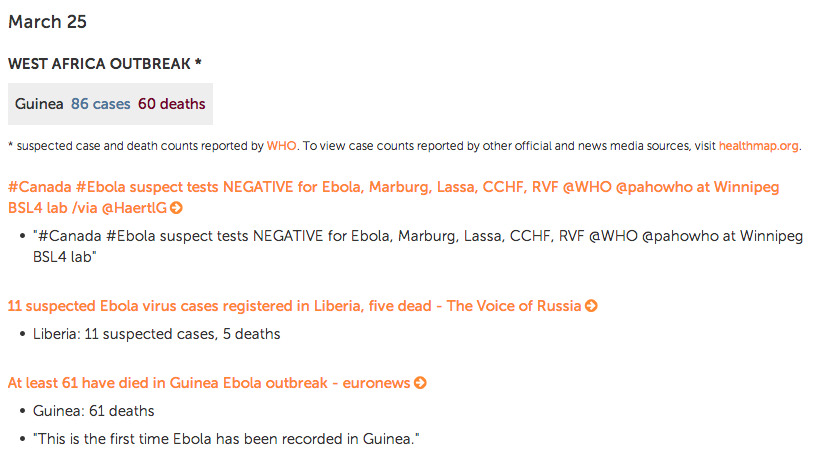 March 25
WEST AFRICA OUTBREAK *
Guinea 86 cases 60 deaths
* suspected case and death counts reported by WHO. To view case counts reported by other official and news media sources, visit healthmap.org.
#Canada #Ebola suspect tests NEGATIVE for Ebola, Marburg, Lassa, CCHF, RVF @WHO @pahowho at Winnipeg
BSL4 lab /via @HaertlG
• "#Canada #Ebola suspect tests NEGATIVE for Ebola, Marburg, Lassa, CCHF, RVF @WHO @pahowho at Winnipeg
BSL4 lab"
11 suspected Ebola virus cases registered in Liberia, five dead - The Voice of Russia
• Liberia: 11 suspected cases, 5 deaths
At least 61 have died in Guinea Ebola outbreak - euronews
• Guinea: 61 deaths
• "This is the first time Ebola has been recorded in Guinea."